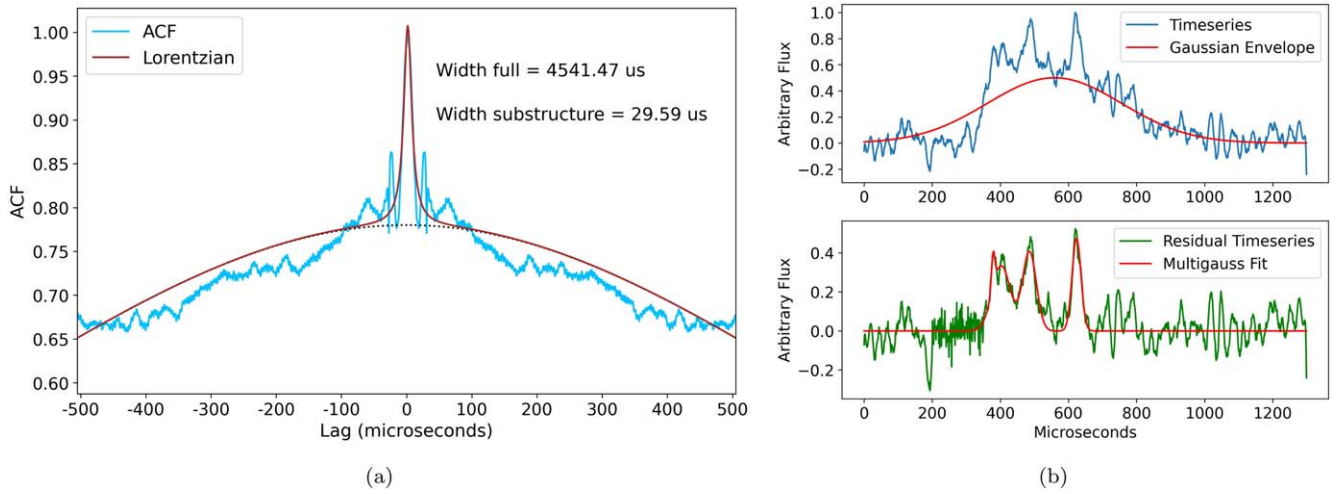 ACF
Lorentzian
Width full = 4541.47 us
Width substructure = 29.59 us
1.00
0.95
0.90
0.85
0.80
0.75
0.70
0.65
0.60
ACF
-500 -400 -300 -200 -100 0 100 200 300 400 500
Lag (microseconds)
(a)
Timeseries
Gaussian Envelope
1.0
0.8
0.6
0.4
0.2
0.0
−0.2
Arbitrary Flux
0 200 400 600 800 1000 1200
Residual Timeseries
Multigauss Fit
0.4
0.2
0.0
−0.2
Arbitrary Flux
0 200 400 600 800 1000 1200
Microseconds
(b)